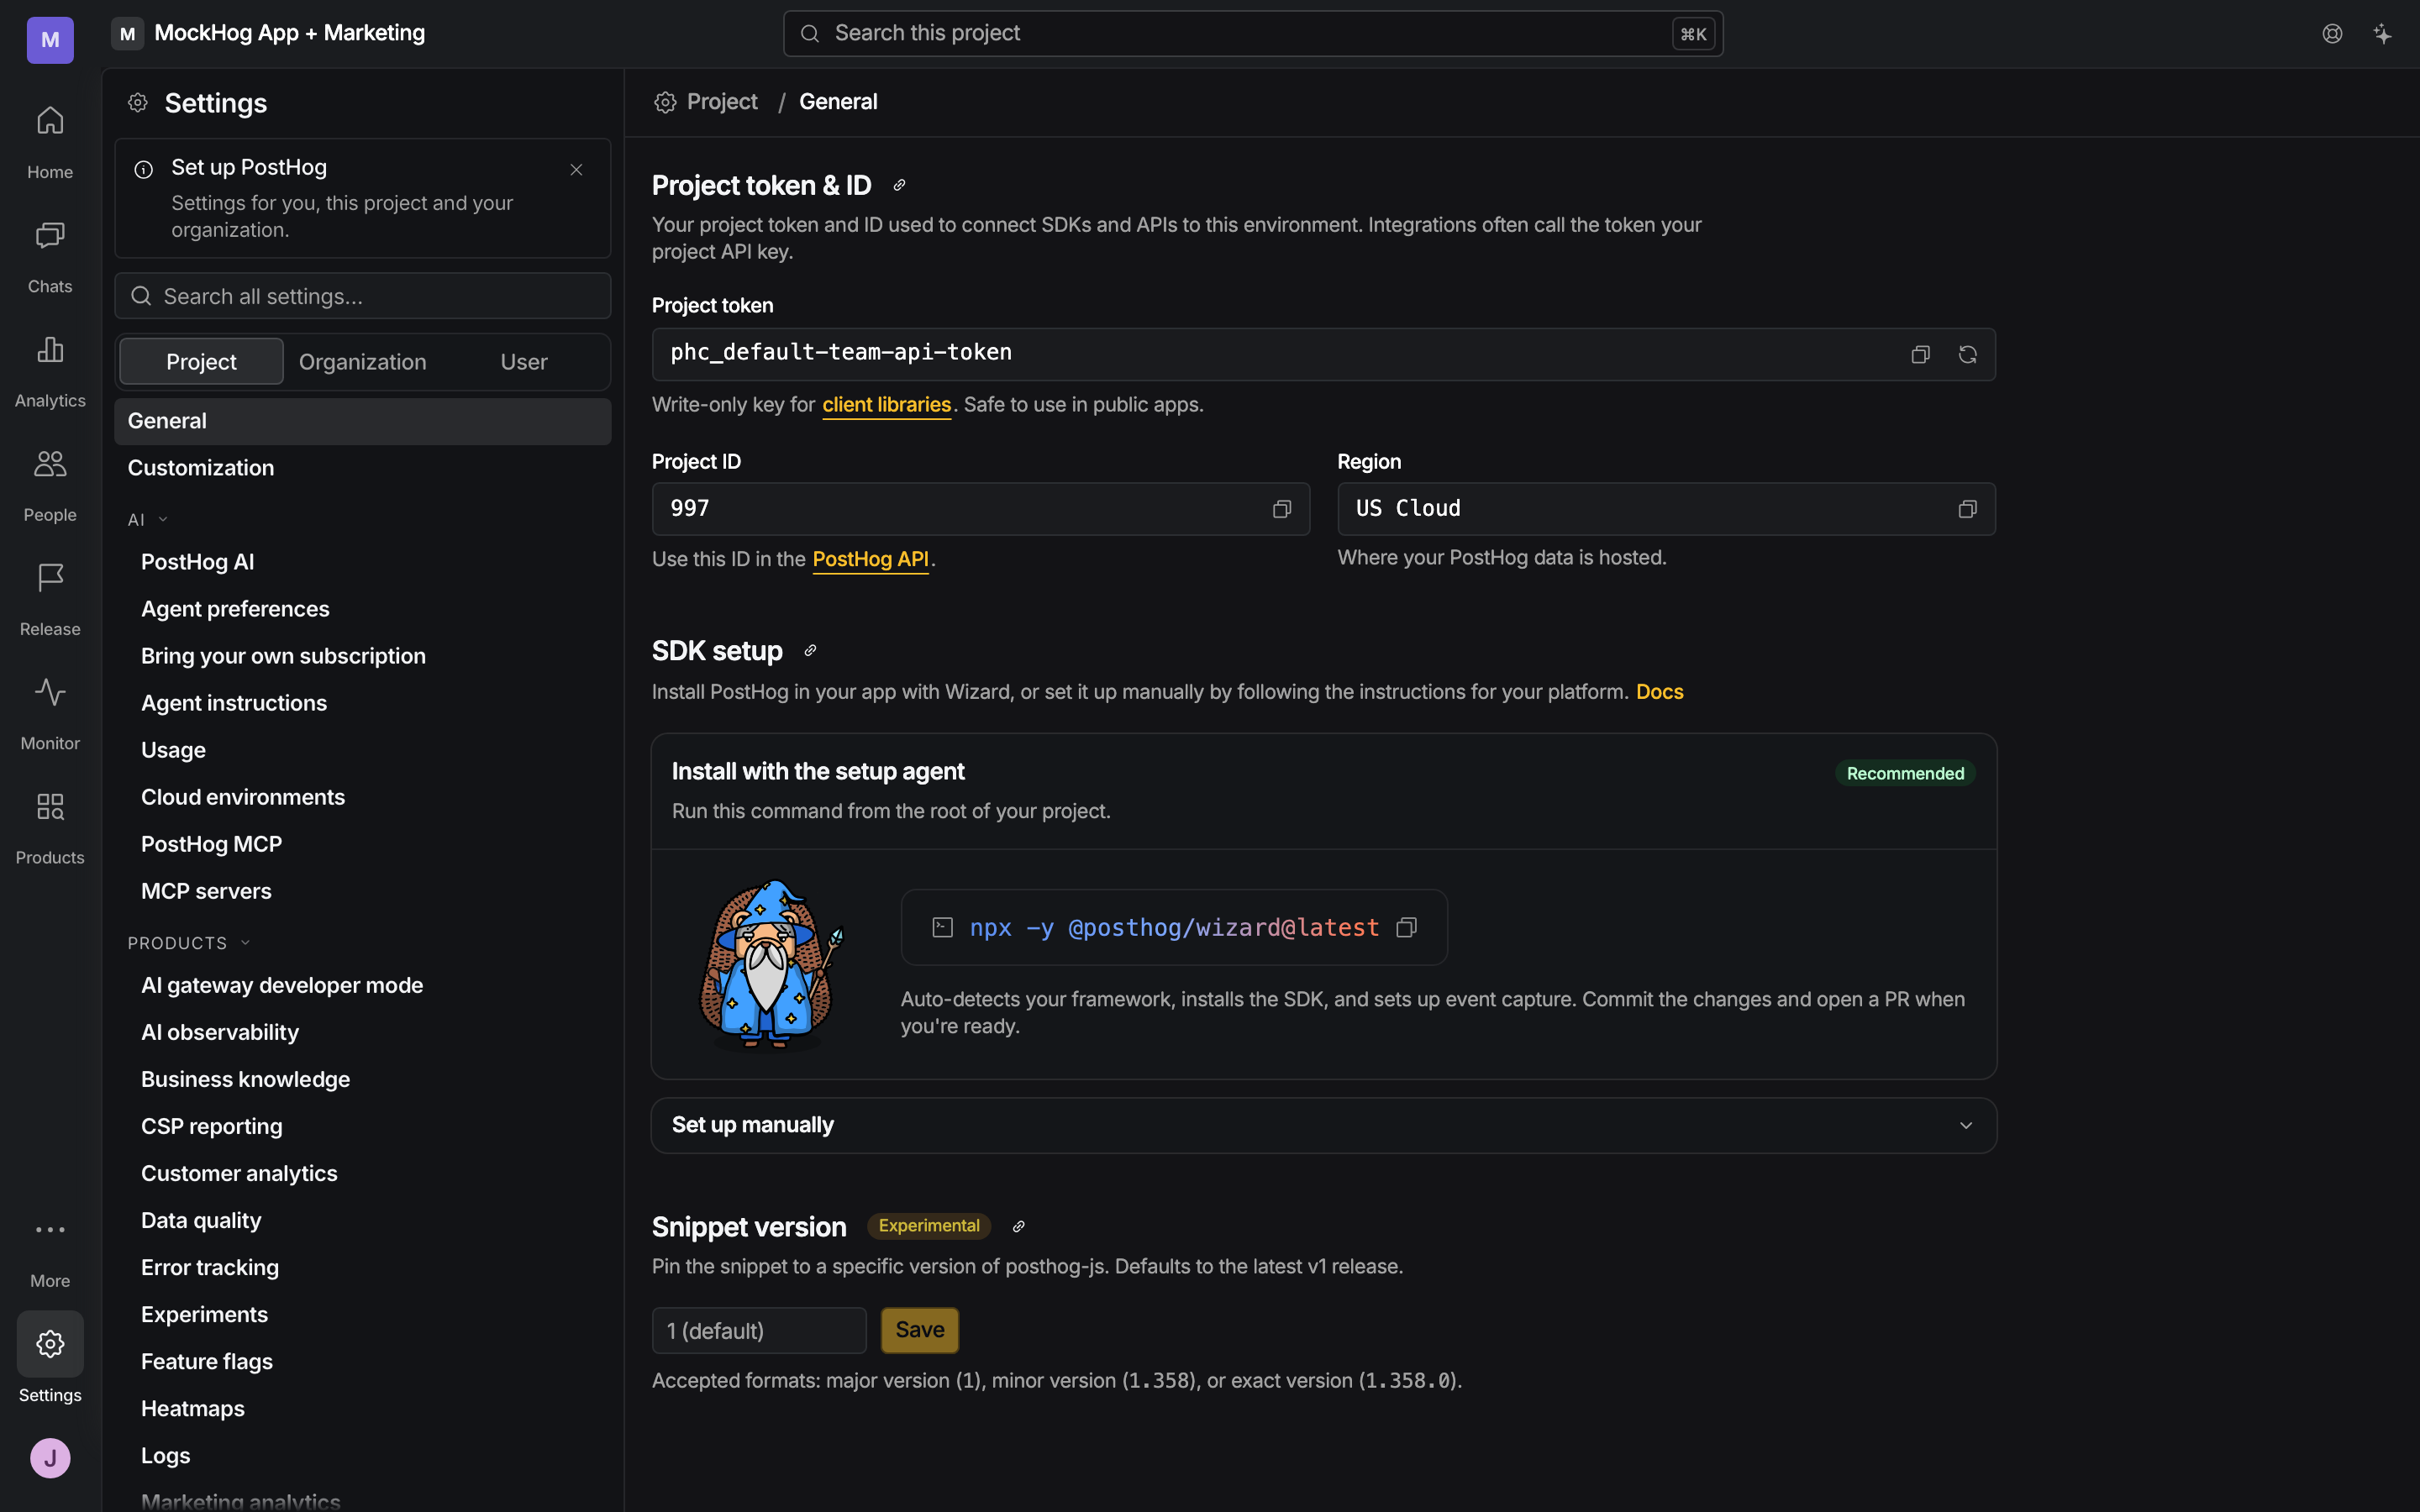 M
M MockHog App + Marketing
Search this project
⌘K
Home
Chats
Analytics
People
Release
Monitor
Products
More
Settings
J
Settings
Set up PostHog
Settings for you, this project and your
organization.
Search all settings...
Project
Organization
User
General
Customization
AI
PostHog AI
Agent preferences
Bring your own subscription
Agent instructions
Usage
Cloud environments
PostHog MCP
MCP servers
PRODUCTS
AI gateway developer mode
AI observability
Business knowledge
CSP reporting
Customer analytics
Data quality
Error tracking
Experiments
Feature flags
Heatmaps
Logs
Marketing analytics
Project / General
Project token & ID
Your project token and ID used to connect SDKs and APIs to this environment. Integrations often call the token your
project API key.
Project token
phc_default-team-api-token
Write-only key for client libraries. Safe to use in public apps.
Project ID
997
Use this ID in the PostHog API.
Region
US Cloud
Where your PostHog data is hosted.
SDK setup
Install PostHog in your app with Wizard, or set it up manually by following the instructions for your platform. Docs
Install with the setup agent
Recommended
Run this command from the root of your project.
npx -y @posthog/wizard@latest
Auto-detects your framework, installs the SDK, and sets up event capture. Commit the changes and open a PR when
you're ready.
Set up manually
Snippet version Experimental
Pin the snippet to a specific version of posthog-js. Defaults to the latest v1 release.
1 (default)
Save
Accepted formats: major version (1), minor version (1.358), or exact version (1.358.0).